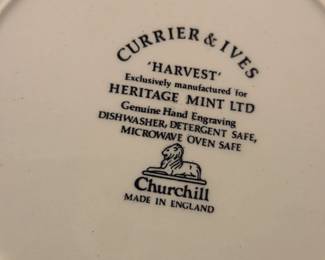 CURRIER & IVES
'HARVEST'
Exclusively manufactured for
HERITAGE MINT LTD
Genuine Hand Engraving
DISHWASHER, DETERGENT SAFE,
MICROWAVE OVEN SAFE
Churchill
MADE IN ENGLAND